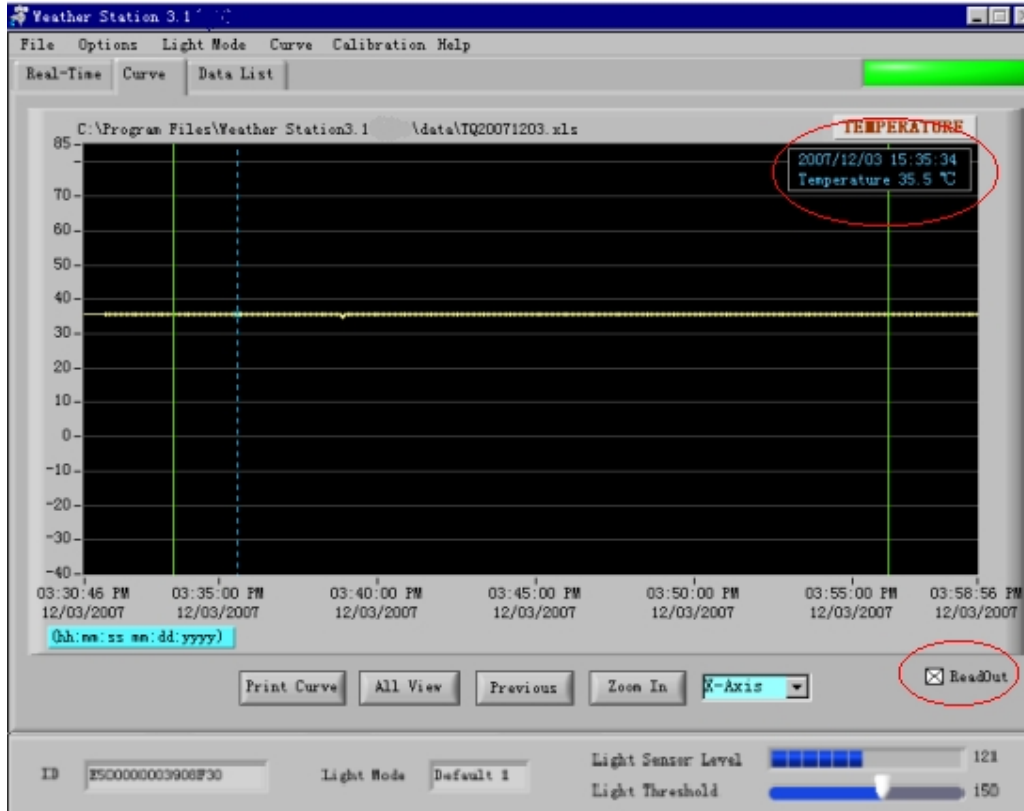 Weather Station 3.1
File Options Light Mode Curve Calibration Help
Real-Time Curve Data List
C:\Program Files\Weather Station3.1 \data\TQ20071203.xls
TEMPERATURE
2007/12/03 15:35:34
Temperature 35.5 ℃
85
70
60
50
40
30
20
10
0
-10
-20
-30
-40
03:30:46 PM 03:35:00 PM 03:40:00 PM 03:45:00 PM 03:50:00 PM 03:55:00 PM 03:58:56 PM
12/03/2007 12/03/2007 12/03/2007 12/03/2007 12/03/2007 12/03/2007 12/03/2007
(hh:mm:ss mm:dd:yyyy)
Print Curve All View Previous Zoom In X-Axis ReadOut
ID Light Mode Default 1 Light Sensor Level 121
Light Threshold 150